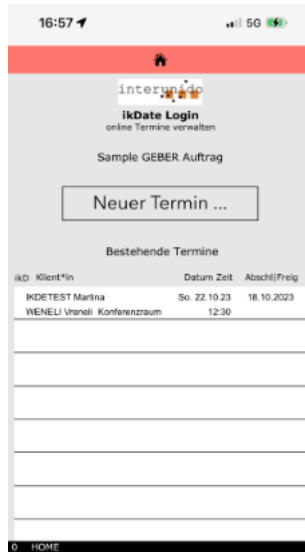 16:57 5G
interunido
ikDate Login
online Termine verwalten
Sample GEBER Auftrag
Neuer Termin ...
Bestehende Termine
ikD Klient*in Datum Zeit Abschl|Freig
IKDETEST Martina So. 22.10.23 18.10.2023
WENELI Vreneli Konferenzraum 12:30
0 HOME